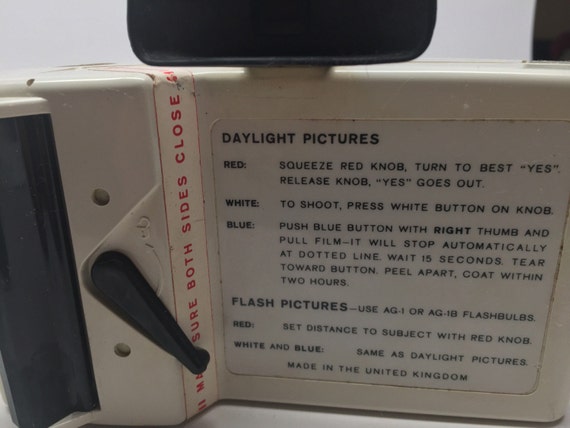 DAYLIGHT PICTURES
RED: SQUEEZE RED KNOB, TURN TO BEST "YES".
RELEASE KNOB, "YES" GOES OUT.
WHITE: TO SHOOT, PRESS WHITE BUTTON ON KNOB.
BLUE: PUSH BLUE BUTTON WITH RIGHT THUMB AND
PULL FILM—IT WILL STOP AUTOMATICALLY
AT DOTTED LINE. WAIT 15 SECONDS. TEAR
TOWARD BUTTON. PEEL APART, COAT WITHIN
TWO HOURS.
FLASH PICTURES—USE AG-1 OR AG-1B FLASHBULBS.
RED: SET DISTANCE TO SUBJECT WITH RED KNOB.
WHITE AND BLUE: SAME AS DAYLIGHT PICTURES.
MADE IN THE UNITED KINGDOM
SURE BOTH SIDES CLOSE